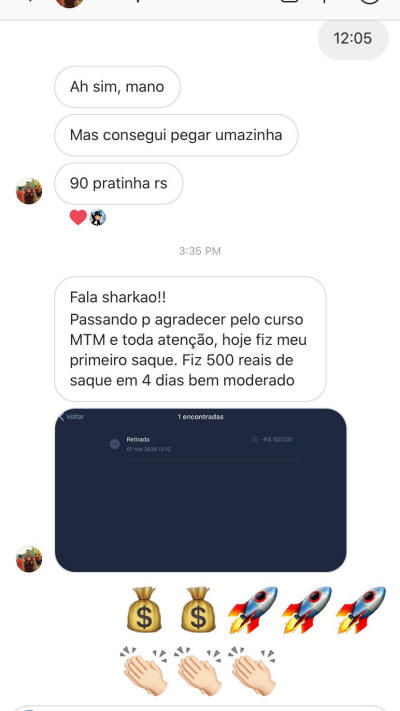 12:05
Ah sim, mano
Mas consegui pegar umazinha
90 pratinha rs
3:35 PM
Fala sharkao!!
Passando p agradecer pelo curso
MTM e toda atenção, hoje fiz meu
primeiro saque. Fiz 500 reais de
saque em 4 dias bem moderado
Voltar
1 encontradas
Retirada
-R$ 500,00
07 mai 2020 12:12